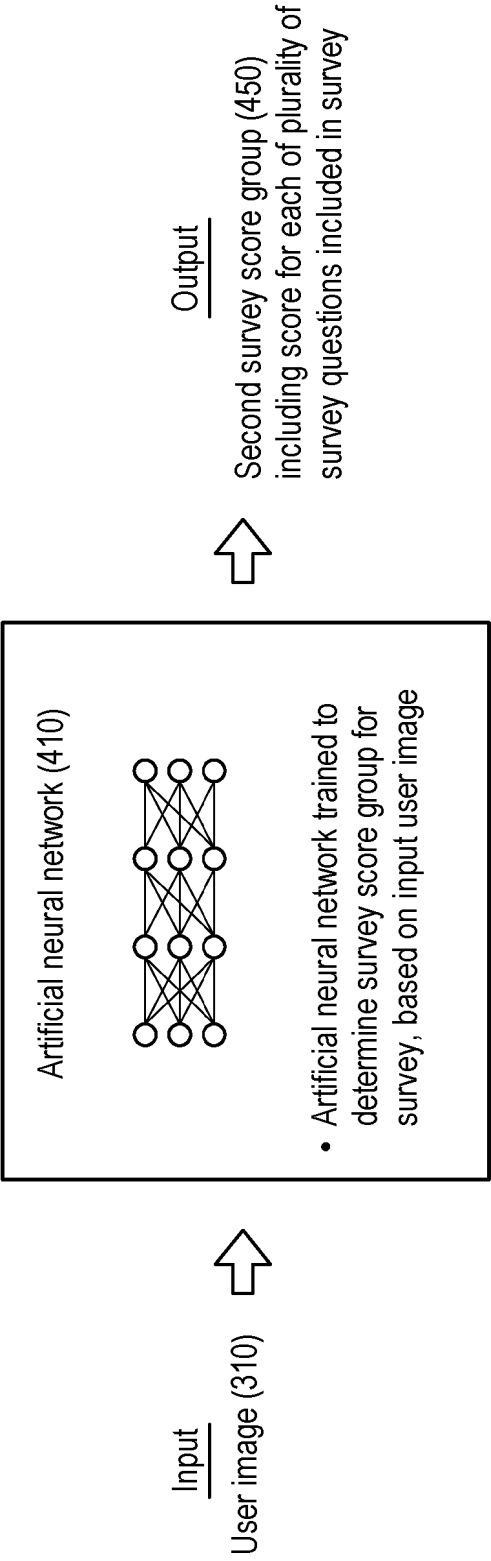 Input
User image (310)
Artificial neural network (410)
• Artificial neural network trained to
determine survey score group for
survey, based on input user image
Output
Second survey score group (450)
including score for each of plurality of
survey questions included in survey